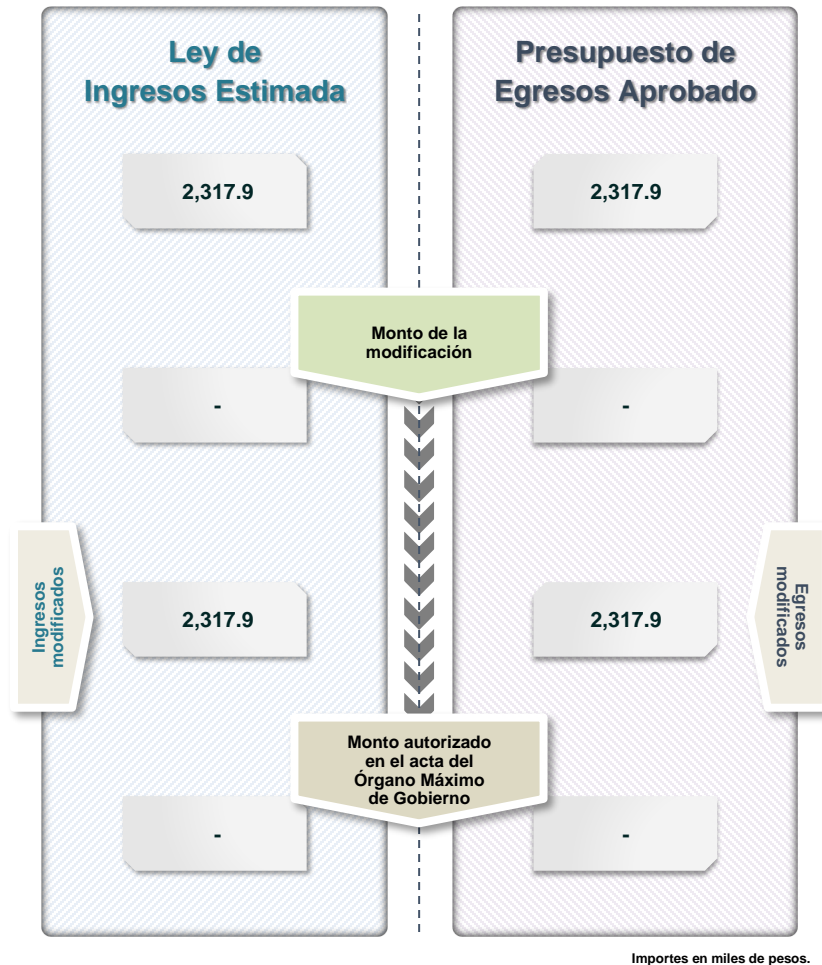 Ley de
Ingresos Estimada
Presupuesto de
Egresos Aprobado
2,317.9
2,317.9
Monto de la
modificación
-
-
Ingresos
modificados
2,317.9
2,317.9
Egresos
modificados
Monto autorizado
en el acta del
Órgano Máximo
de Gobierno
-
-
Importes en miles de pesos.